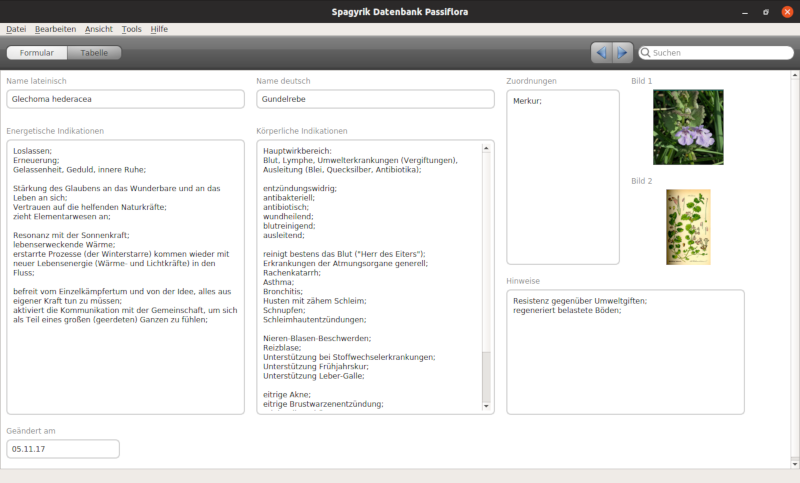 Spagyrik Datenbank Passiflora
Datei Bearbeiten Ansicht Tools Hilfe
Formular Tabelle
Suchen
Name lateinisch
Glechoma hederacea
Name deutsch
Gundelrebe
Zuordnungen
Merkur;
Bild 1
Bild 2
Energetische Indikationen
Loslassen;
Erneuerung;
Gelassenheit, Geduld, innere Ruhe;
Stärkung des Glaubens an das Wunderbare und an das
Leben an sich;
Vertrauen auf die helfenden Naturkräfte;
zieht Elementarwesen an;
Resonanz mit der Sonnenkraft;
lebenserweckende Wärme;
erstarrte Prozesse (der Winterstarre) kommen wieder mit
neuer Lebensenergie (Wärme- und Lichtkräfte) in den
Fluss;
befreit vom Einzelkämpfertum und von der Idee, alles aus
eigener Kraft tun zu müssen;
aktiviert die Kommunikation mit der Gemeinschaft, um sich
als Teil eines großen (geerdeten) Ganzen zu fühlen;
Körperliche Indikationen
Hauptwirkbereich:
Blut, Lymphe, Umwelterkrankungen (Vergiftungen),
Ausleitung (Blei, Quecksilber, Antibiotika);
entzündungswidrig;
antibakteriell;
antibiotisch;
wundheilend;
blutreinigend;
ausleitend;
reinigt bestens das Blut ("Herr des Eiters");
Erkrankungen der Atmungsorgane generell;
Rachenkatarrh;
Asthma;
Bronchitis;
Husten mit zähem Schleim;
Schnupfen;
Schleimhautentzündungen;
Nieren-Blasen-Beschwerden;
Reizblase;
Unterstützung bei Stoffwechselerkrankungen;
Unterstützung Frühjahrskur;
Unterstützung Leber-Galle;
eitrige Akne;
eitrige Brustwarzenentzündung;
Hinweise
Resistenz gegenüber Umweltgiften;
regeneriert belastete Böden;
Geändert am
05.11.17